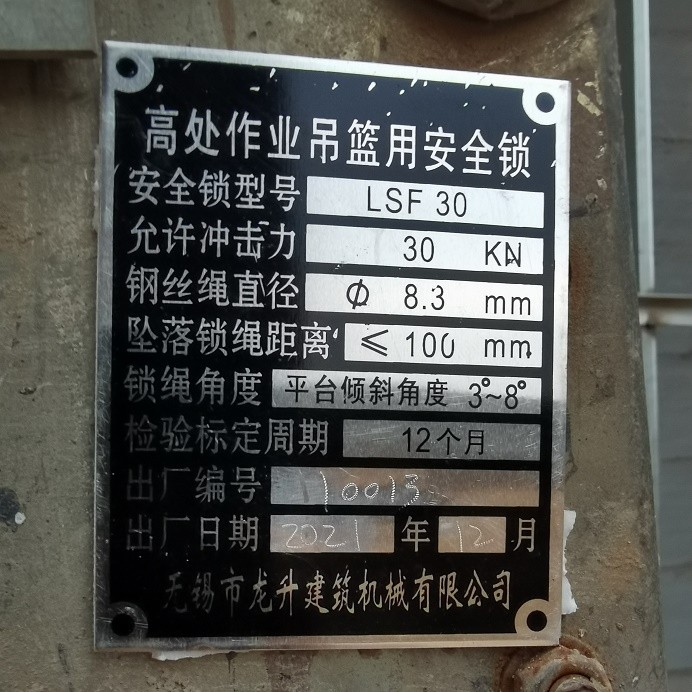 高处作业吊篮用安全锁
安全锁型号 LSF 30
允许冲击力 30 KN
钢丝绳直径 Φ 8.3 mm
坠落锁绳距离 ≤ 100 mm
锁绳角度 平台倾斜角度 3°~8°
检验标定周期 12个月
出厂编号 10013
出厂日期 2021 年 12 月
无锡市龙升建筑机械有限公司